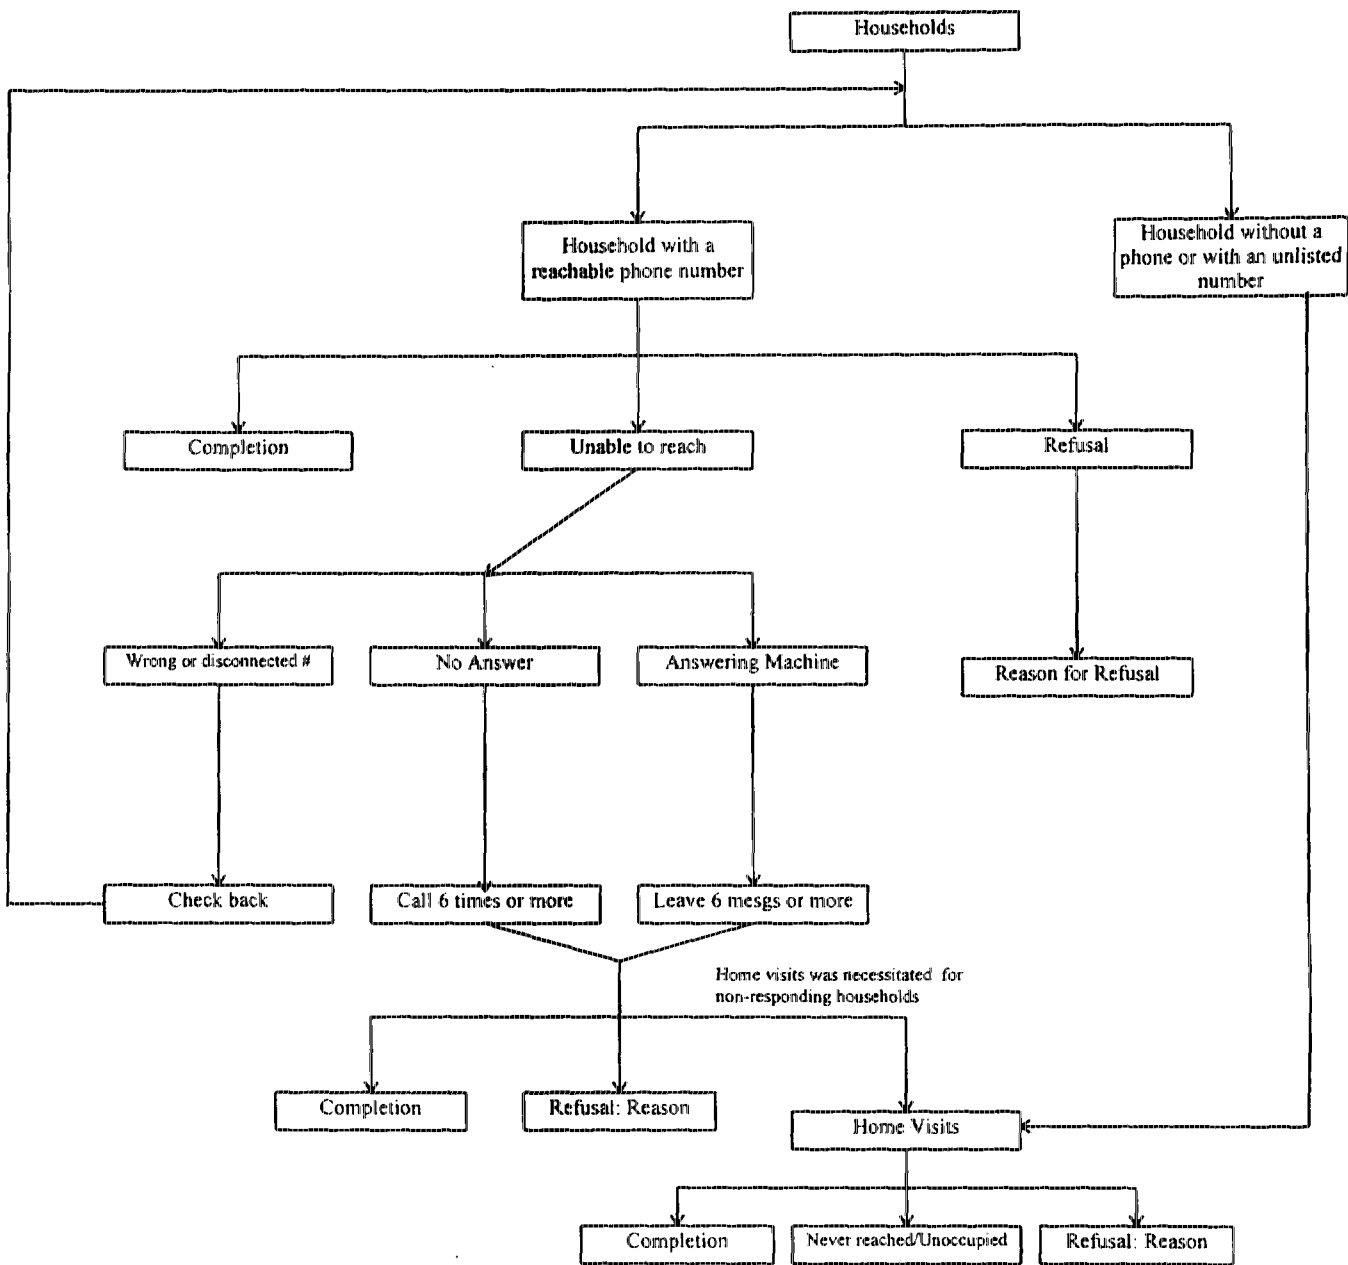 Households
Household with a
reachable phone number
Household without a
phone or with an unlisted
number
Completion
Unable to reach
Refusal
Wrong or disconnected #
No Answer
Answering Machine
Reason for Refusal
Check back
Call 6 times or more
Leave 6 mesgs or more
Home visits was necessitated for
non-responding households
Completion
Refusal: Reason
Home Visits
Completion
Never reached/Unoccupied
Refusal: Reason